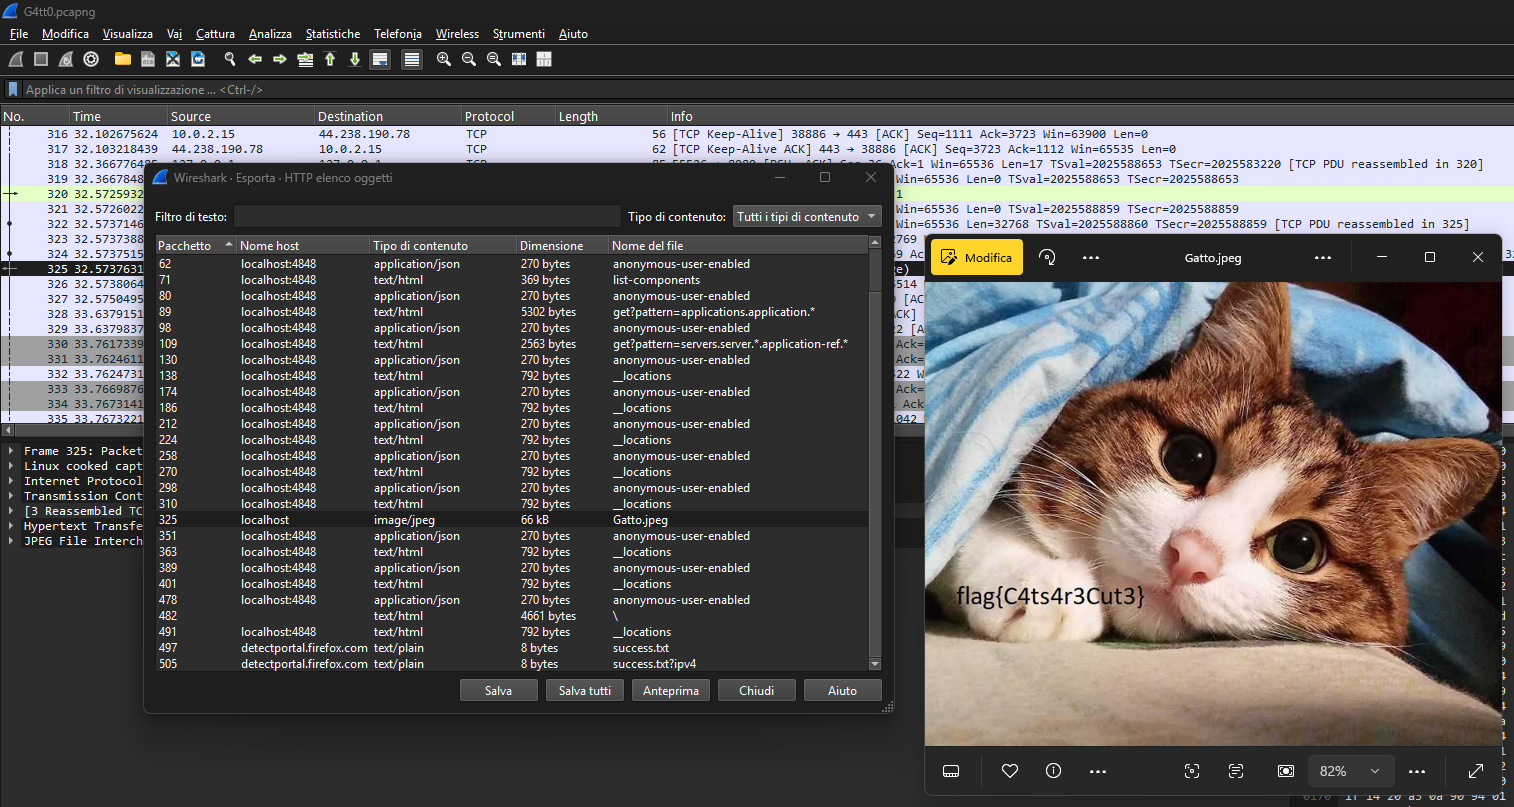 G4tt0.pcapng
File Modifica Visualizza Vai Cattura Analizza Statistiche Telefonia Wireless Strumenti Aiuto
Applica un filtro di visualizzazione ... <Ctrl-/>
No. Time Source Destination Protocol Length Info
316 32.102675624 10.0.2.15 44.238.190.78 TCP 56 [TCP Keep-Alive] 38886 → 443 [ACK] Seq=1111 Ack=3723 Win=63900 Len=0
317 32.103218439 44.238.190.78 10.0.2.15 TCP 62 [TCP Keep-Alive ACK] 443 → 38886 [ACK] Seq=3723 Ack=1112 Win=65535 Len=0
318 32.366776485 Ack=1 Win=65536 Len=17 TSval=2025588653 TSecr=2025583220 [TCP PDU reassembled in 320]
319 32.3667848 Win=65536 Len=0 TSval=2025588653 TSecr=2025588653
320 32.5725932
321 32.5726022 Win=65536 Len=0 TSval=2025588859 TSecr=2025588859
322 32.5737146 Win=65536 Len=32768 TSval=2025588860 TSecr=2025588859 [TCP PDU reassembled in 325]
323 32.5737388
324 32.5737515
325 32.5737631
326 32.5738064
327 32.5750495
328 33.6379151
329 33.6379837
330 33.7617339
331 33.7624611
332 33.7624731
333 33.7669876
334 33.7673141
335 33.7673221
Frame 325: Packet
Linux cooked capt
Internet Protocol
Transmission Cont
[3 Reassembled TC
Hypertext Transfe
JPEG File Interch
Wireshark · Esporta · HTTP elenco oggetti
Filtro di testo: Tipo di contenuto: Tutti i tipi di contenuto
Pacchetto Nome host Tipo di contenuto Dimensione Nome del file
62 localhost:4848 application/json 270 bytes anonymous-user-enabled
71 localhost:4848 text/html 369 bytes list-components
80 localhost:4848 application/json 270 bytes anonymous-user-enabled
89 localhost:4848 text/html 5302 bytes get?pattern=applications.application.*
98 localhost:4848 application/json 270 bytes anonymous-user-enabled
109 localhost:4848 text/html 2563 bytes get?pattern=servers.server.*.application-ref.*
130 localhost:4848 application/json 270 bytes anonymous-user-enabled
138 localhost:4848 text/html 792 bytes __locations
174 localhost:4848 application/json 270 bytes anonymous-user-enabled
186 localhost:4848 text/html 792 bytes __locations
212 localhost:4848 application/json 270 bytes anonymous-user-enabled
224 localhost:4848 text/html 792 bytes __locations
258 localhost:4848 application/json 270 bytes anonymous-user-enabled
270 localhost:4848 text/html 792 bytes __locations
298 localhost:4848 application/json 270 bytes anonymous-user-enabled
310 localhost:4848 text/html 792 bytes __locations
325 localhost image/jpeg 66 kB Gatto.jpeg
351 localhost:4848 application/json 270 bytes anonymous-user-enabled
363 localhost:4848 text/html 792 bytes __locations
389 localhost:4848 application/json 270 bytes anonymous-user-enabled
401 localhost:4848 text/html 792 bytes __locations
478 localhost:4848 application/json 270 bytes anonymous-user-enabled
482 text/html 4661 bytes \
491 localhost:4848 text/html 792 bytes __locations
497 detectportal.firefox.com text/plain 8 bytes success.txt
505 detectportal.firefox.com text/plain 8 bytes success.txt?ipv4
Salva Salva tutti Anteprima Chiudi Aiuto
Modifica Gatto.jpeg
flag{C4ts4r3Cut3}
82%